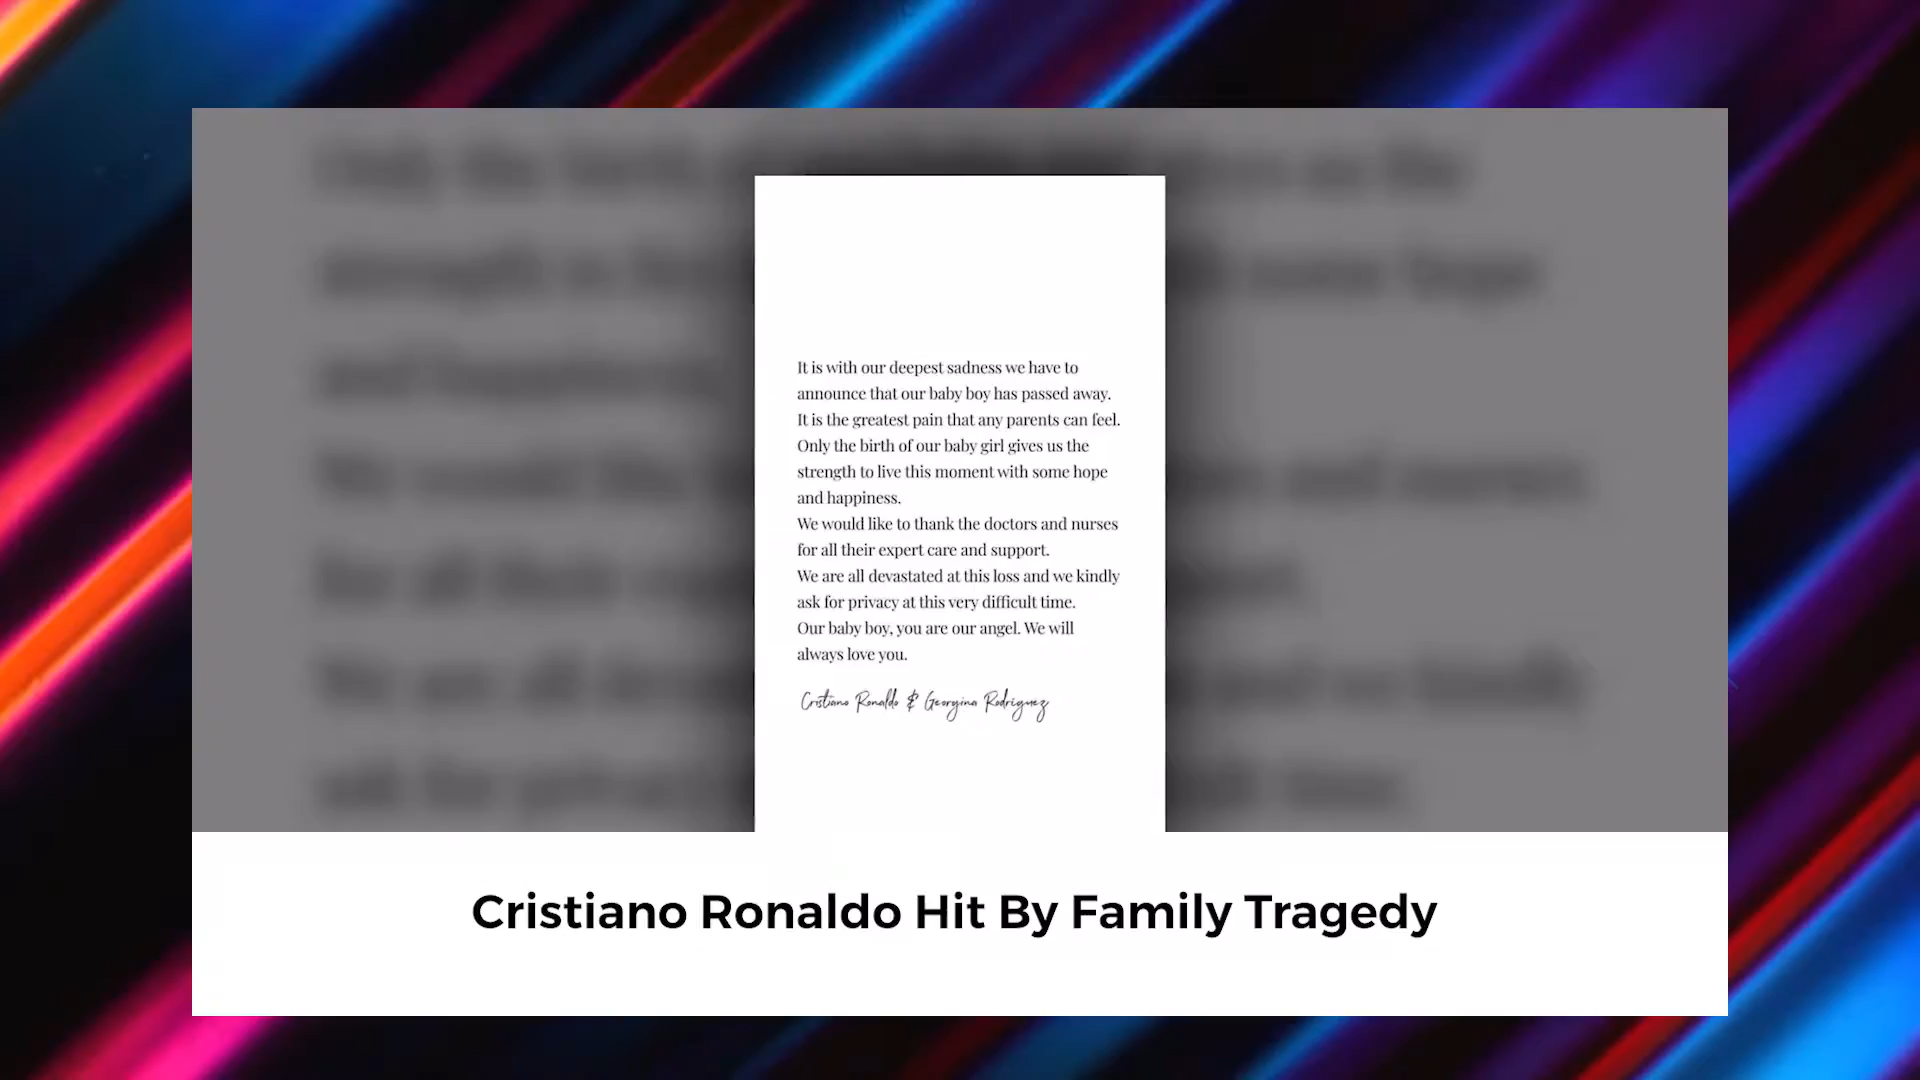 It is with our deepest sadness we have to
announce that our baby boy has passed away.
It is the greatest pain that any parents can feel.
Only the birth of our baby girl gives us the
strength to live this moment with some hope
and happiness.
We would like to thank the doctors and nurses
for all their expert care and support.
We are all devastated at this loss and we kindly
ask for privacy at this very difficult time.
Our baby boy, you are our angel. We will
always love you.
Cristiano Ronaldo & Georgina Rodriguez
Cristiano Ronaldo Hit By Family Tragedy